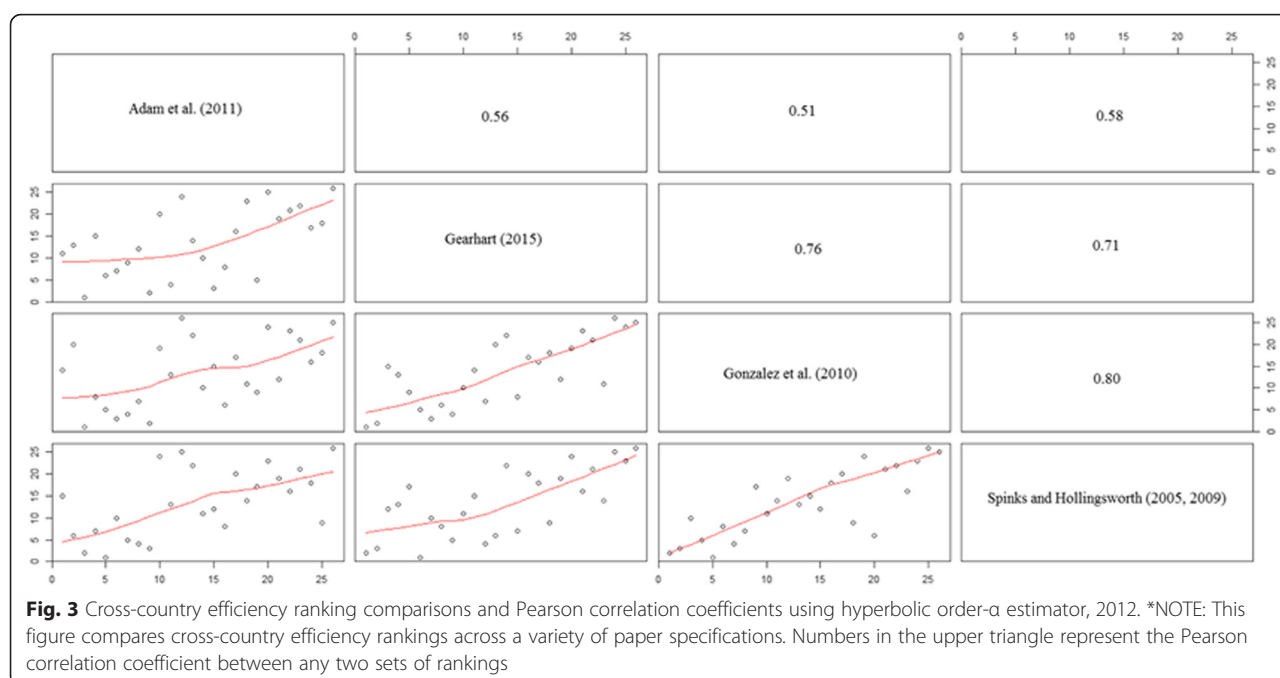 0 5 10 15 20 25 0 5 10 15 20 25
Adam et al. (2011) 0.56 0.51 0.58 0 5 10 15 20 25
0 5 10 15 20 25 Gearhart (2015) 0.76 0.71
Gonzalez et al. (2010) 0.80 0 5 10 15 20 25
0 5 10 15 20 25 Spinks and Hollingsworth (2005, 2009)
0 5 10 15 20 25 0 5 10 15 20 25
Fig. 3 Cross-country efficiency ranking comparisons and Pearson correlation coefficients using hyperbolic order-α estimator, 2012. *NOTE: This
figure compares cross-country efficiency rankings across a variety of paper specifications. Numbers in the upper triangle represent the Pearson
correlation coefficient between any two sets of rankings